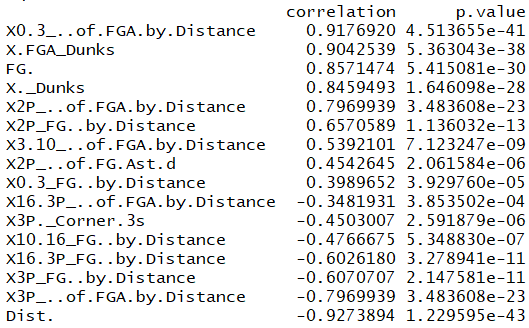 correlation p.value
X0.3_..of.FGA.by.Distance 0.9176920 4.513655e-41
X.FGA_Dunks 0.9042539 5.363043e-38
FG. 0.8571474 5.415081e-30
X._Dunks 0.8459493 1.646098e-28
X2P_..of.FGA.by.Distance 0.7969939 3.483608e-23
X2P_FG..by.Distance 0.6570589 1.136032e-13
X3.10_..of.FGA.by.Distance 0.5392101 7.123247e-09
X2P_..of.FG.Ast.d 0.4542645 2.061584e-06
X0.3_FG..by.Distance 0.3989652 3.929760e-05
X16.3P_..of.FGA.by.Distance -0.3481931 3.853502e-04
X3P._Corner.3s -0.4503007 2.591879e-06
X10.16_FG..by.Distance -0.4766675 5.348830e-07
X16.3P_FG..by.Distance -0.6026180 3.278941e-11
X3P_FG..by.Distance -0.6070707 2.147581e-11
X3P_..of.FGA.by.Distance -0.7969939 3.483608e-23
Dist. -0.9273894 1.229595e-43